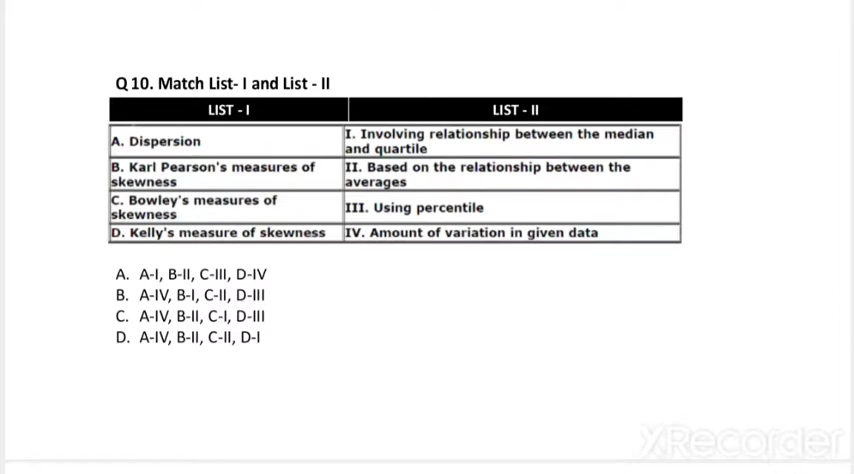 Q 10. Match List- I and List - II
LIST - I
LIST - II
A. Dispersion
I. Involving relationship between the median
and quartile
B. Karl Pearson's measures of
skewness
II. Based on the relationship between the
averages
C. Bowley's measures of
skewness
III. Using percentile
D. Kelly's measure of skewness
IV. Amount of variation in given data
A. A-I, B-II, C-III, D-IV
B. A-IV, B-I, C-II, D-III
C. A-IV, B-II, C-I, D-III
D. A-IV, B-II, C-II, D-I
XRecorder